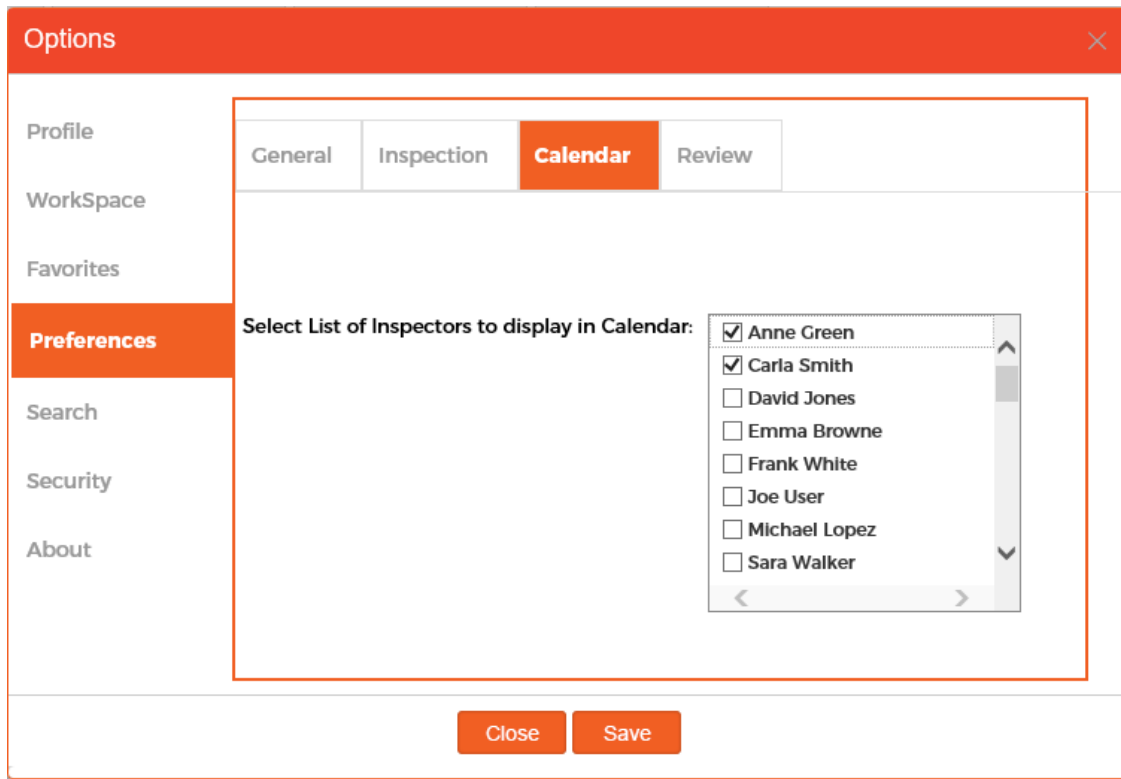 Options
Profile
WorkSpace
Favorites
Preferences
Search
Security
About
General Inspection Calendar Review
Select List of Inspectors to display in Calendar:
Anne Green
Carla Smith
David Jones
Emma Browne
Frank White
Joe User
Michael Lopez
Sara Walker
Close Save